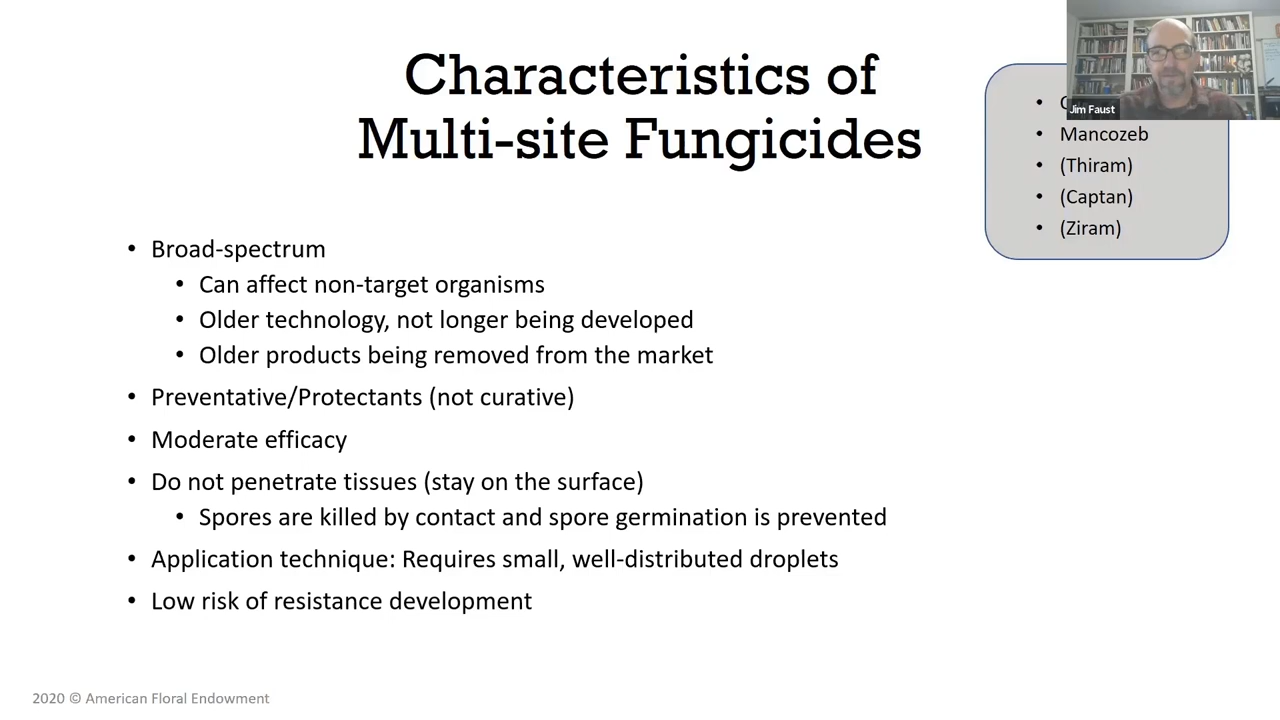 Characteristics of
Multi-site Fungicides
Jim Faust
• Mancozeb
• (Thiram)
• (Captan)
• (Ziram)
• Broad-spectrum
• Can affect non-target organisms
• Older technology, not longer being developed
• Older products being removed from the market
• Preventative/Protectants (not curative)
• Moderate efficacy
• Do not penetrate tissues (stay on the surface)
• Spores are killed by contact and spore germination is prevented
• Application technique: Requires small, well-distributed droplets
• Low risk of resistance development
2020 © American Floral Endowment